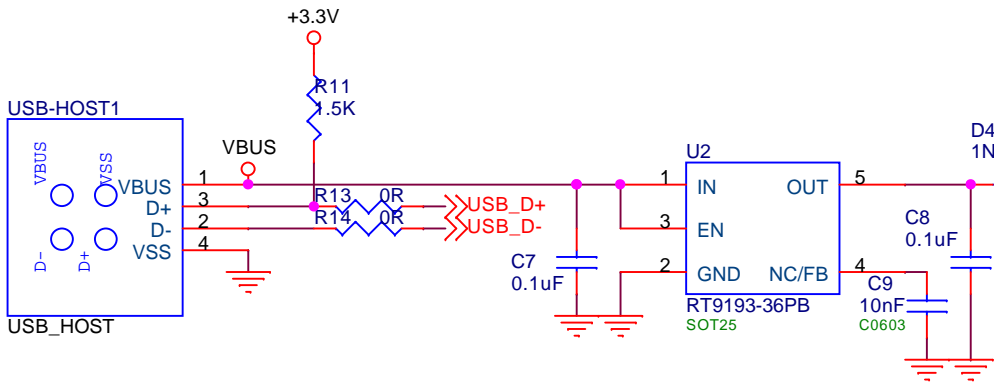 +3.3V
R11
1.5K
USB-HOST1
VBUS
VSS
D-
D+
VBUS
D+
D-
VSS
1
3
2
4
USB_HOST
VBUS
R13 0R
R14 0R
USB_D+
USB_D-
C7
0.1uF
U2
1 IN OUT 5
3 EN
2 GND NC/FB 4
RT9193-36PB
SOT25
C8
0.1uF
C9
10nF
C0603
D4
1N